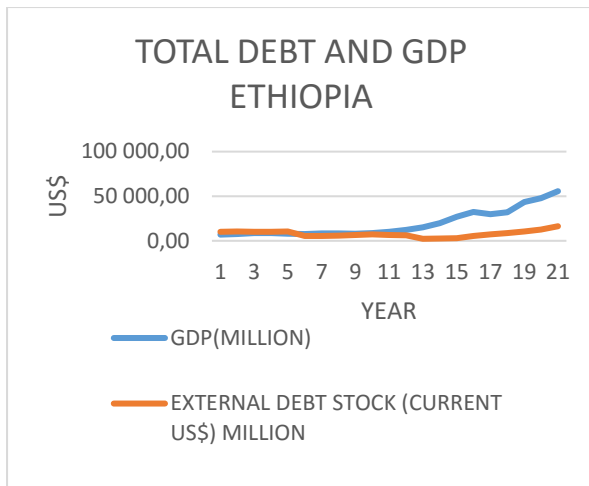 TOTAL DEBT AND GDP
ETHIOPIA
100 000,00
50 000,00
0,00
US$
1 3 5 7 9 11 13 15 17 19 21
YEAR
GDP(MILLION)
EXTERNAL DEBT STOCK (CURRENT
US$) MILLION